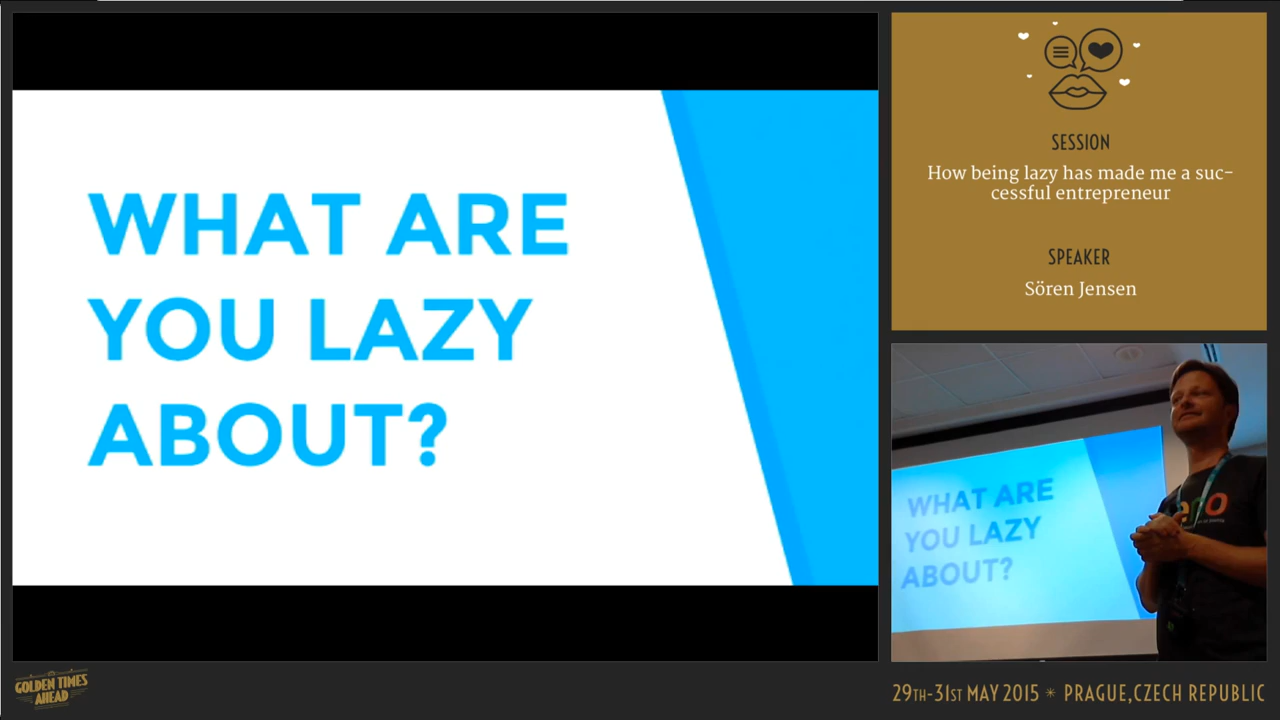 WHAT ARE
YOU LAZY
ABOUT?
SESSION
How being lazy has made me a suc-
cessful entrepreneur
SPEAKER
Sören Jensen
WHAT ARE
YOU LAZY
ABOUT?
GOLDEN TIMES
AHEAD
29TH-31ST MAY 2015 * PRAGUE,CZECH REPUBLIC